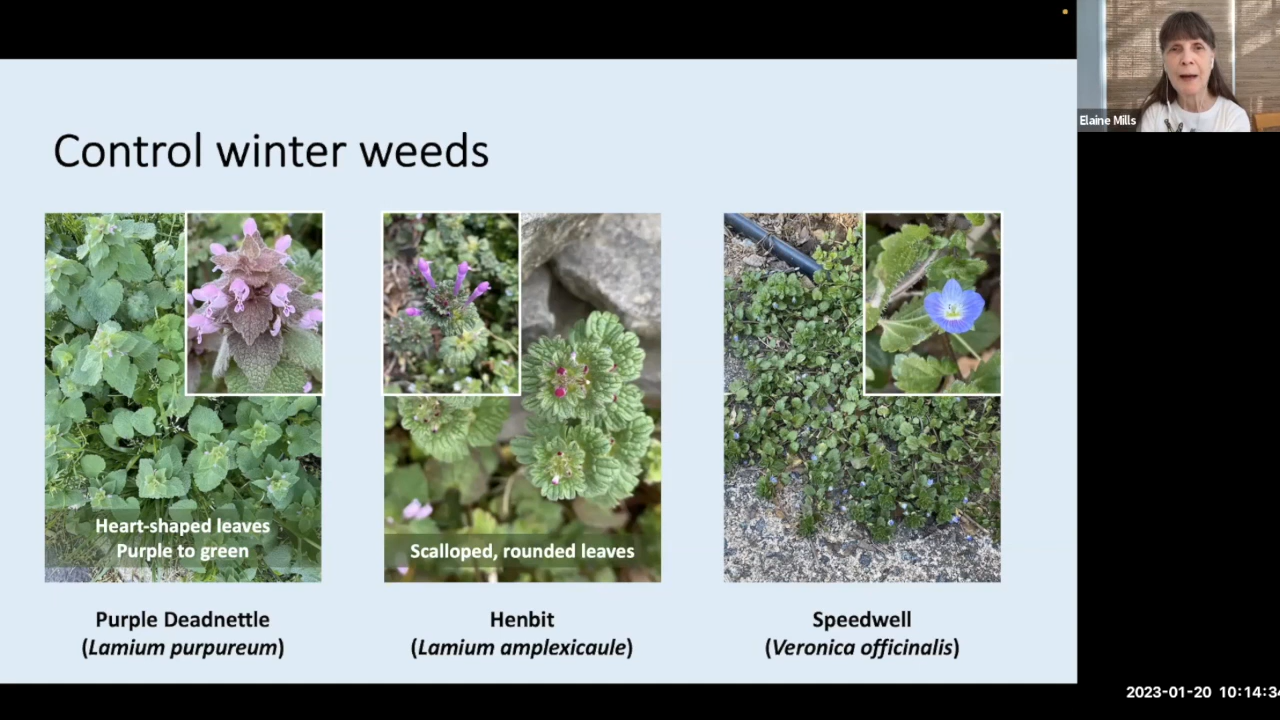 Elaine Mills
Control winter weeds
Heart-shaped leaves
Purple to green
Scalloped, rounded leaves
Purple Deadnettle
(Lamium purpureum)
Henbit
(Lamium amplexicaule)
Speedwell
(Veronica officinalis)
2023-01-20 10:14:34